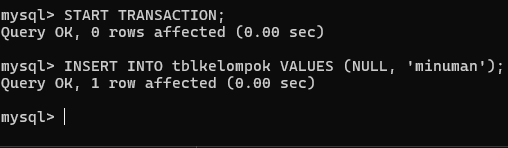 mysql> START TRANSACTION;
Query OK, 0 rows affected (0.00 sec)
mysql> INSERT INTO tblkelompok VALUES (NULL, 'minuman');
Query OK, 1 row affected (0.00 sec)
mysql>